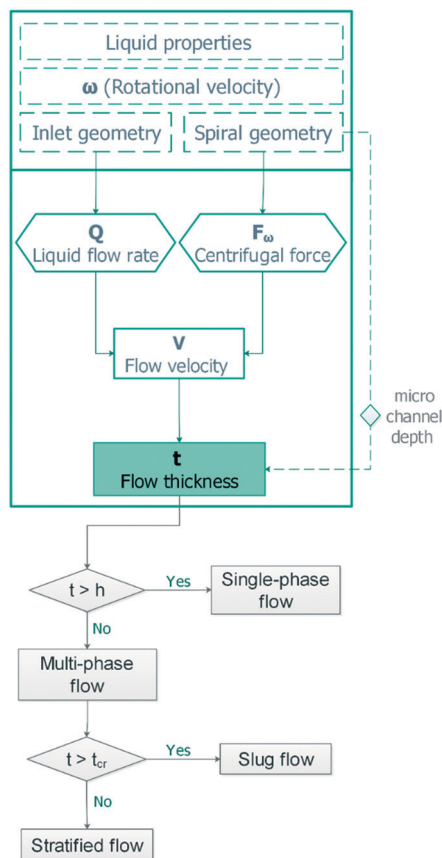 Liquid properties
ω (Rotational velocity)
Inlet geometry
Spiral geometry
Q
Liquid flow rate
Fω
Centrifugal force
V
Flow velocity
micro
channel
depth
t
Flow thickness
t > h
Yes
Single-phase
flow
No
Multi-phase
flow
t > tcr
Yes
Slug flow
No
Stratified flow